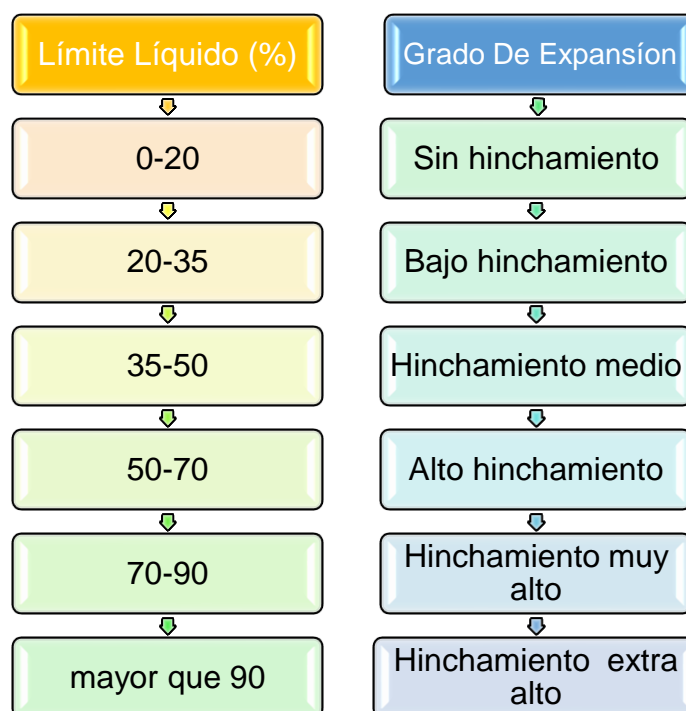 Límite Líquido (%)
0-20
20-35
35-50
50-70
70-90
mayor que 90
Grado De Expansíon
Sin hinchamiento
Bajo hinchamiento
Hinchamiento medio
Alto hinchamiento
Hinchamiento muy
alto
Hinchamiento extra
alto